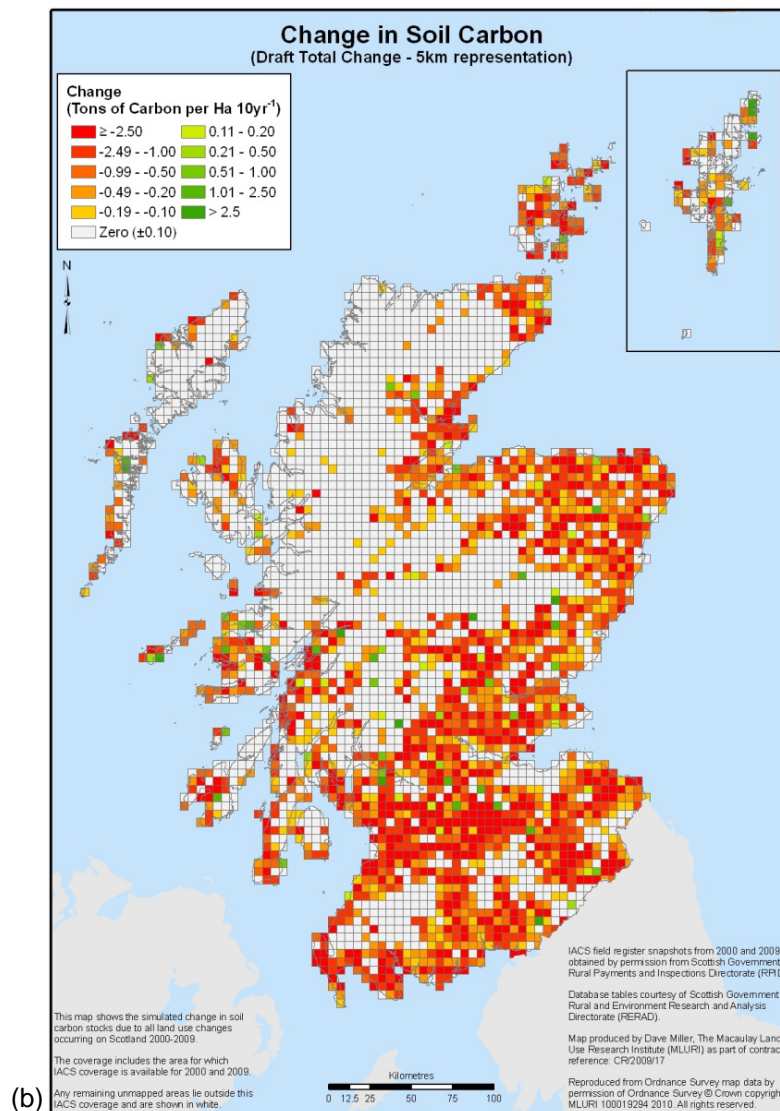 Change in Soil Carbon
(Draft Total Change - 5km representation)
Change
(Tons of Carbon per Ha 10yr⁻¹)
≥ -2.50
-2.49 - -1.00
-0.99 - -0.50
-0.49 - -0.20
-0.19 - -0.10
Zero (±0.10)
0.11 - 0.20
0.21 - 0.50
0.51 - 1.00
1.01 - 2.50
> 2.5
N
This map shows the simulated change in soil
carbon stocks due to all land use changes
occurring on Scotland 2000-2009.
The coverage includes the area for which
IACS coverage is available for 2000 and 2009.
Any remaining unmapped areas lie outside this
IACS coverage and are shown in white.
Kilometres
0 12.5 25 50 75 100
IACS field register snapshots from 2000 and 2009
obtained by permission from Scottish Government
Rural Payments and Inspections Directorate (RPID
Database tables courtesy of Scottish Government
Rural and Environment Research and Analysis
Directorate (RERAD).
Map produced by Dave Miller, The Macaulay Land
Use Research Institute (MLURI) as part of contract
reference: CR/2009/17
Reproduced from Ordnance Survey map data by
permission of Ordnance Survey © Crown copyrigh
MLURI 100019294 2010. All rights reserved.
(b)